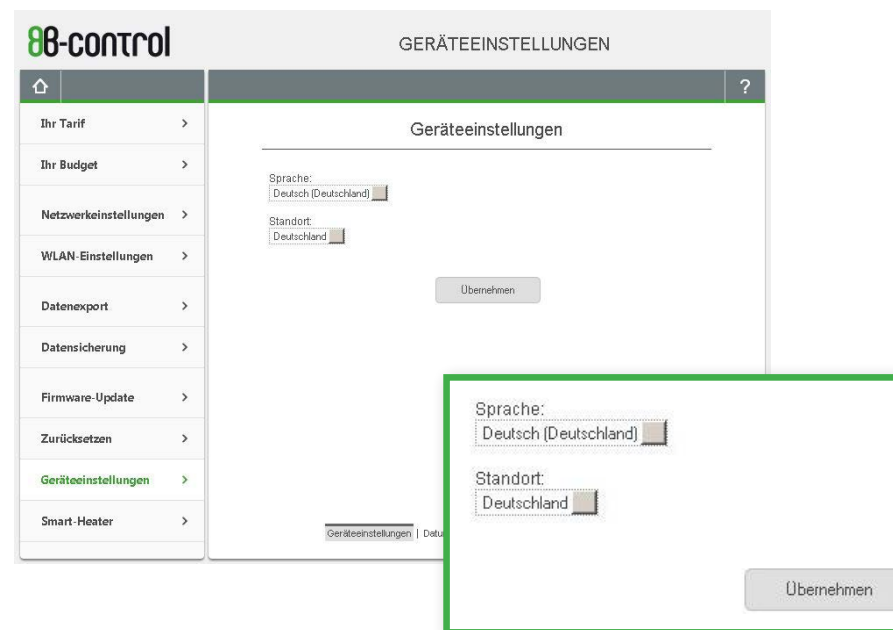 88-control
GERÄTEEINSTELLUNGEN
?
Ihr Tarif
Ihr Budget
Netzwerkeinstellungen
WLAN-Einstellungen
Datenexport
Datensicherung
Firmware-Update
Zurücksetzen
Geräteeinstellungen
Smart-Heater
Geräteeinstellungen
Sprache:
Deutsch (Deutschland)
Standort:
Deutschland
Übernehmen
Geräteeinstellungen | Datu
Sprache:
Deutsch (Deutschland)
Standort:
Deutschland
Übernehmen